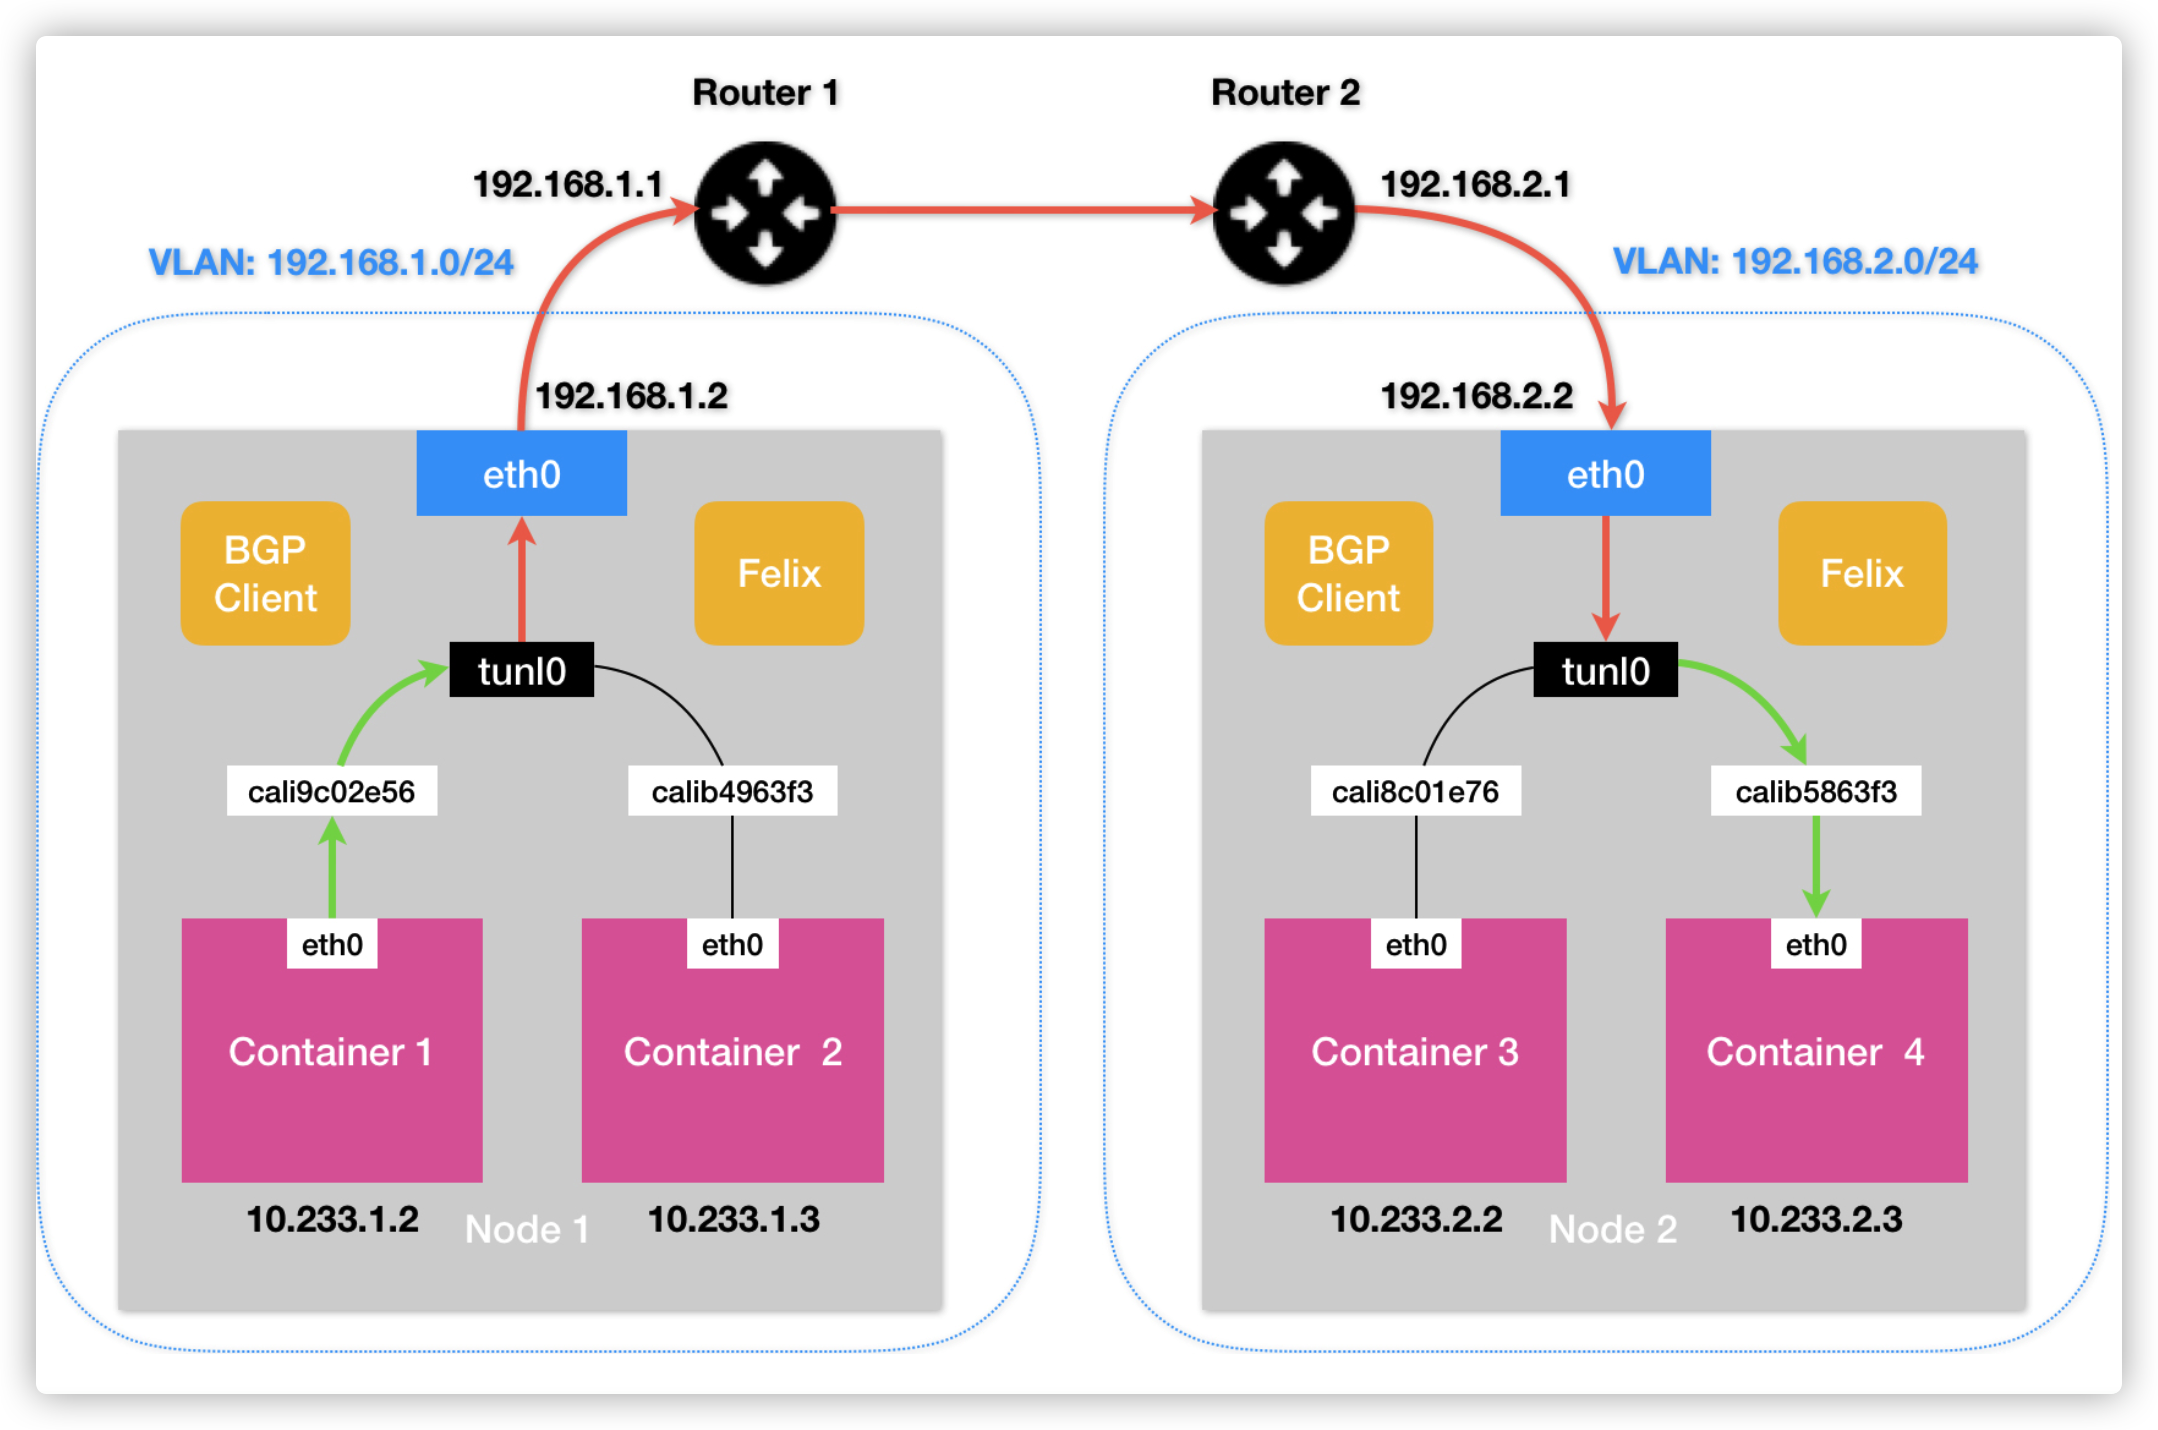 Router 1
Router 2
192.168.1.1
192.168.2.1
VLAN: 192.168.1.0/24
VLAN: 192.168.2.0/24
192.168.1.2
192.168.2.2
eth0
BGP
Client
Felix
tunl0
cali9c02e56
calib4963f3
eth0
eth0
Container 1
Container 2
10.233.1.2
Node 1
10.233.1.3
eth0
BGP
Client
Felix
tunl0
cali8c01e76
calib5863f3
eth0
eth0
Container 3
Container 4
10.233.2.2
Node 2
10.233.2.3